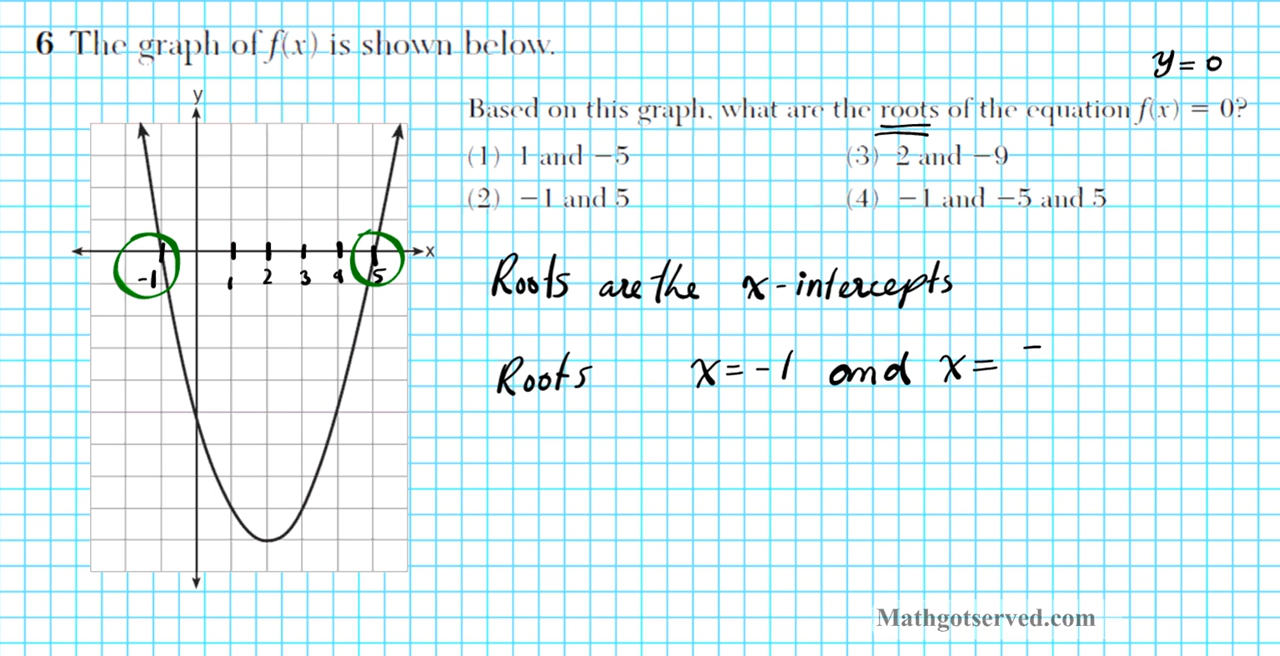 6 The graph of f(x) is shown below.
y = 0
Based on this graph, what are the roots of the equation f(x) = 0?
(1) 1 and −5
(3) 2 and −9
(2) −1 and 5
(4) −1 and −5 and 5
y
x
-1 1 2 3 4 5
Roots are the x-intercepts
Roots x = -1 and x =
Mathgotserved.com